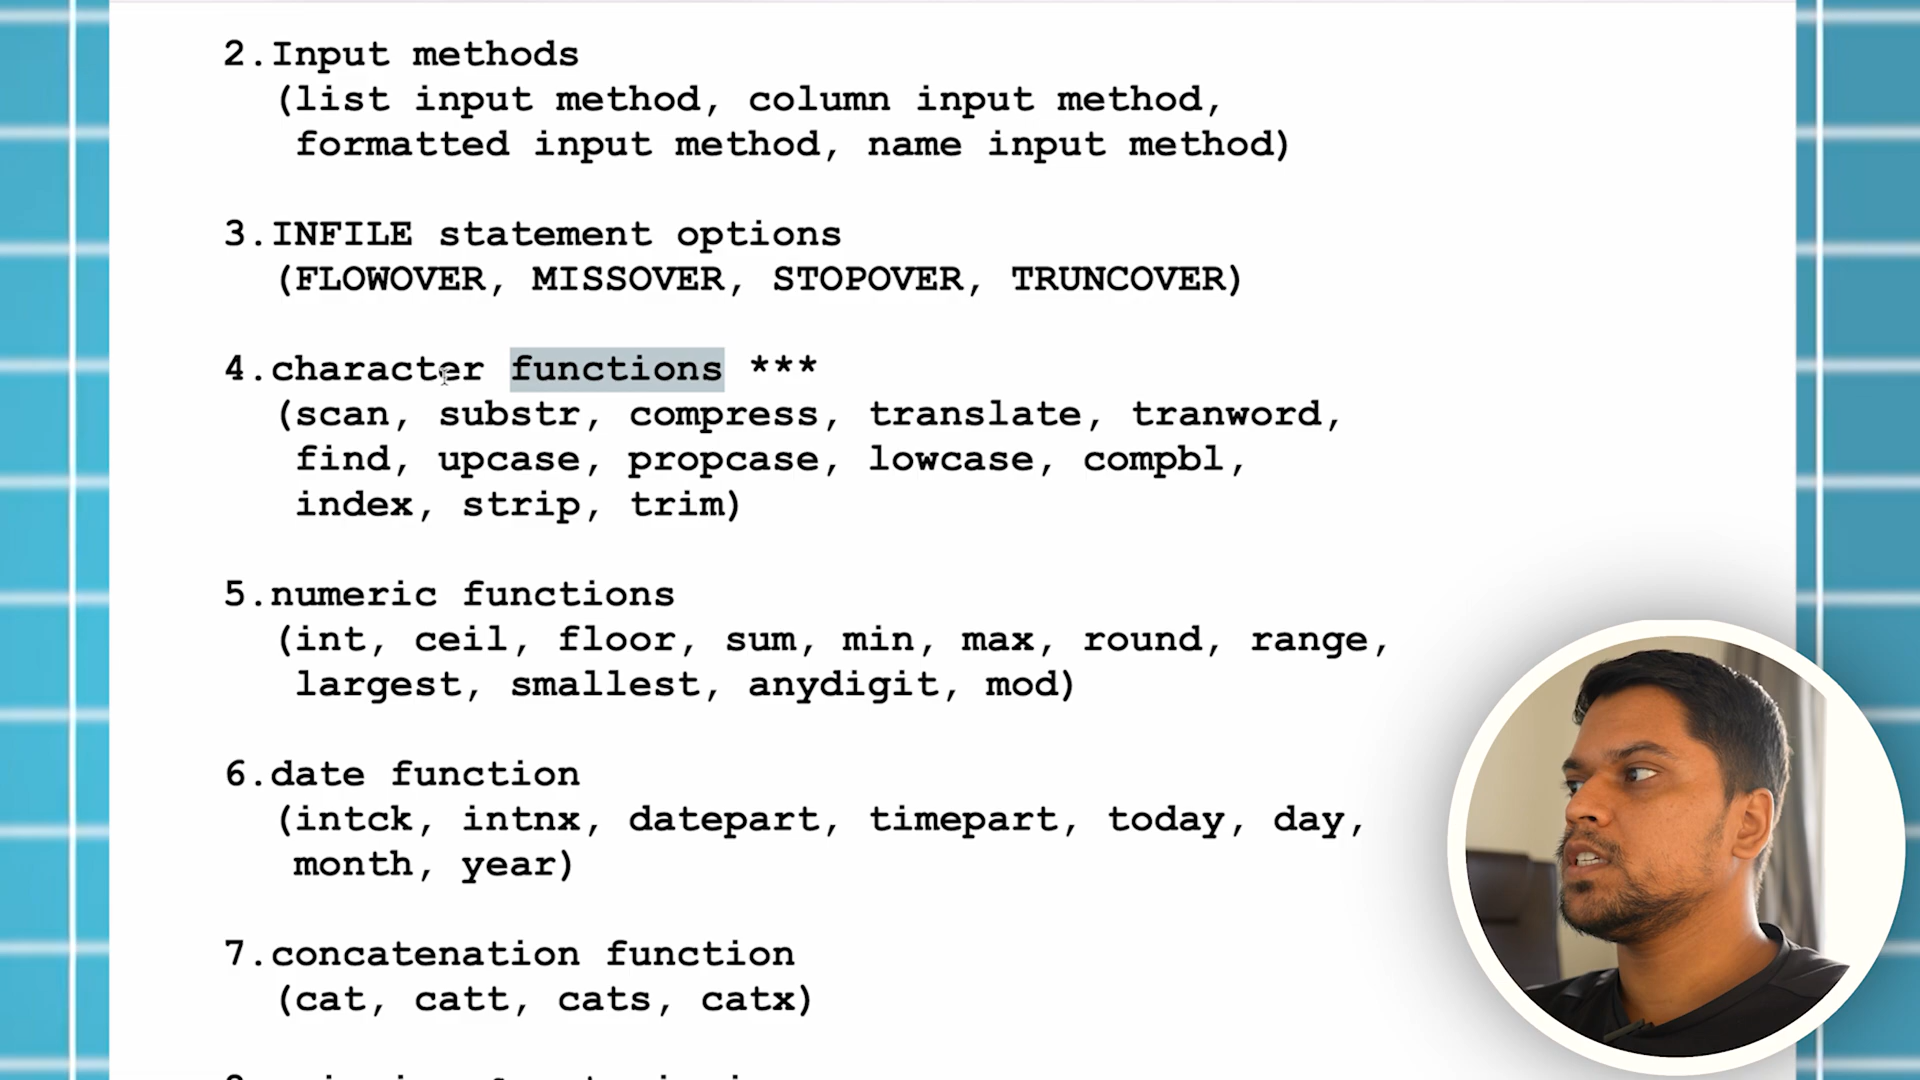 2.Input methods
(list input method, column input method,
formatted input method, name input method)
3.INFILE statement options
(FLOWOVER, MISSOVER, STOPOVER, TRUNCOVER)
4.character functions ***
(scan, substr, compress, translate, tranword,
find, upcase, propcase, lowcase, compbl,
index, strip, trim)
5.numeric functions
(int, ceil, floor, sum, min, max, round, range,
largest, smallest, anydigit, mod)
6.date function
(intck, intnx, datepart, timepart, today, day,
month, year)
7.concatenation function
(cat, catt, cats, catx)